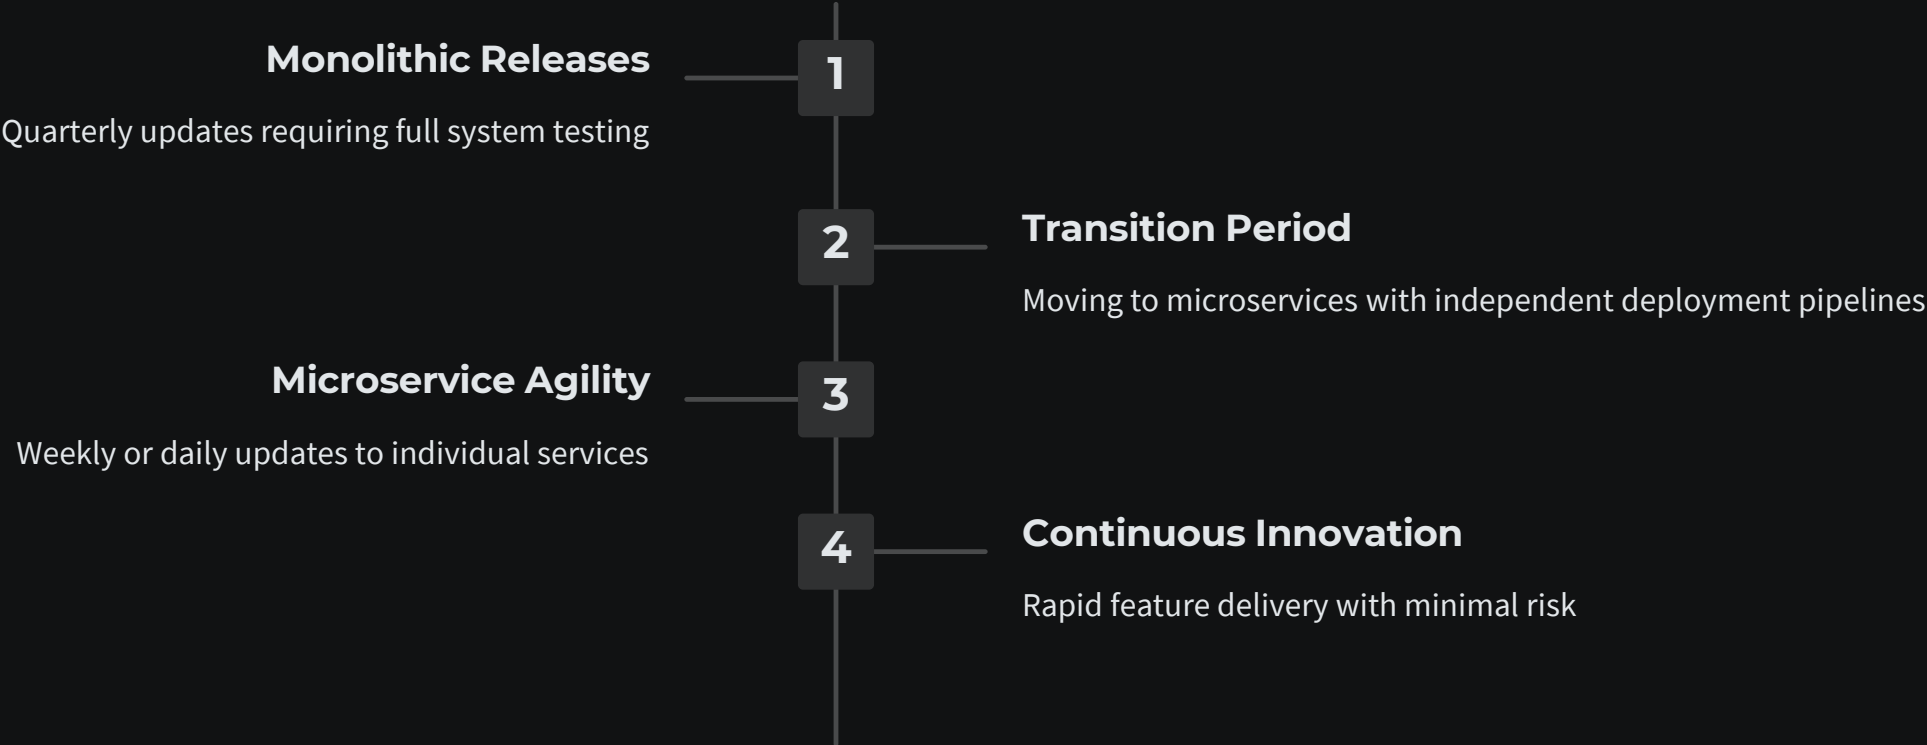 Monolithic Releases
1
Quarterly updates requiring full system testing
2
Transition Period
Moving to microservices with independent deployment pipelines
Microservice Agility
3
Weekly or daily updates to individual services
4
Continuous Innovation
Rapid feature delivery with minimal risk